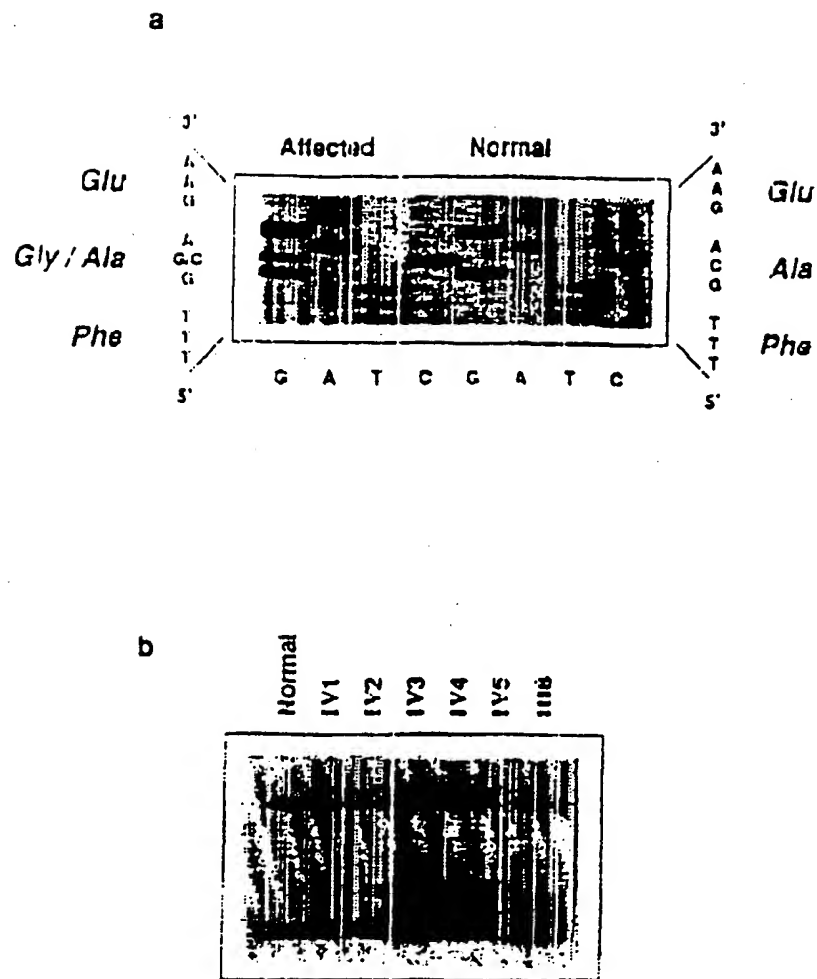 a
3' 3'
Affected Normal
Glu A A G A A G Glu
Gly / Ala A G,C G A C G Ala
Phe T T T T T T Phe
5' G A T C G A T C 5'
b
Normal IV1 IV2 IV3 IV4 IV5 III8